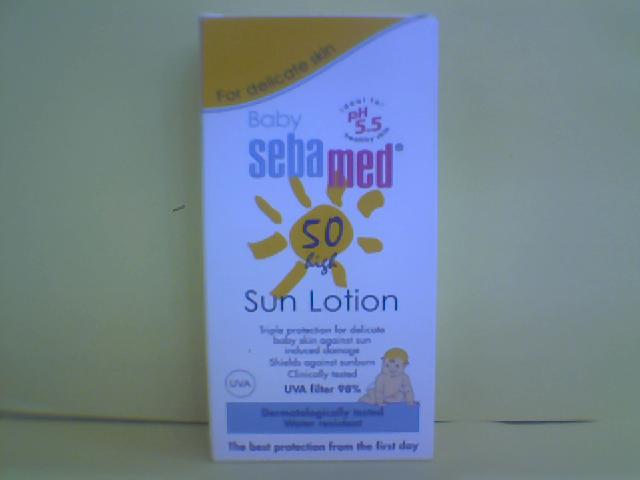 For delicate skin
Baby
ideal for
pH
5.5
healthy skin
sebamed®
50
high
Sun Lotion
Triple protection for delicate
baby skin against sun
induced damage
Shields against sunburn
Clinically tested
UVA
UVA filter 98%
Dermatologically tested
Water resistant
The best protection from the first day